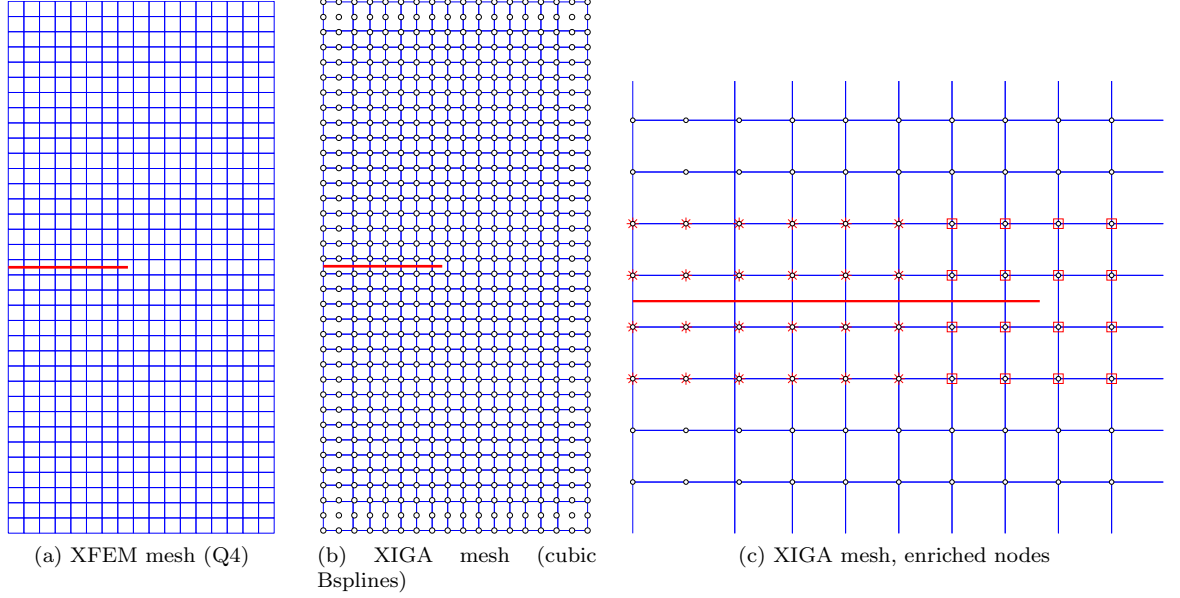 (a) XFEM mesh (Q4)
(b) XIGA mesh (cubic
Bsplines)
(c) XIGA mesh, enriched nodes